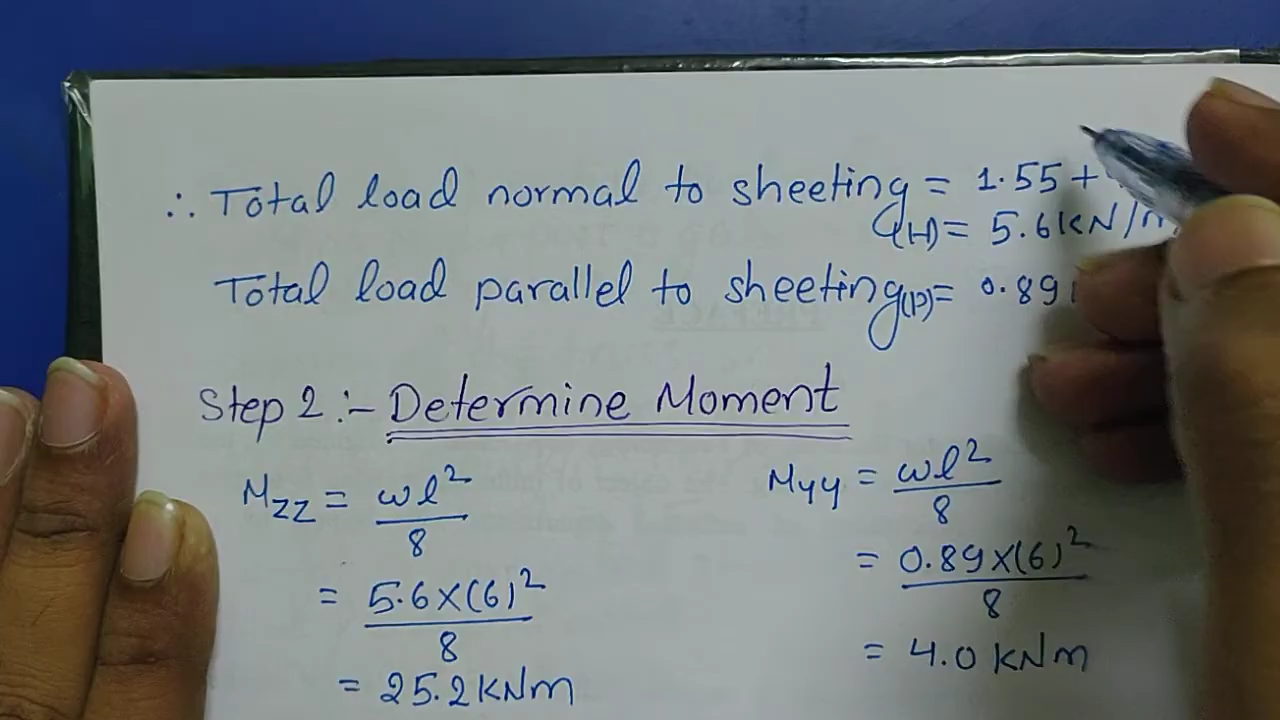 ∴ Total load normal to sheeting = 1.55 +
(H) = 5.6 KN/m
Total load parallel to sheeting (P) = 0.89
Step 2 :- Determine Moment
Mzz = wl²/8
= 5.6×(6)²/8
= 25.2 KNm
Myy = wl²/8
= 0.89×(6)²/8
= 4.0 KNm